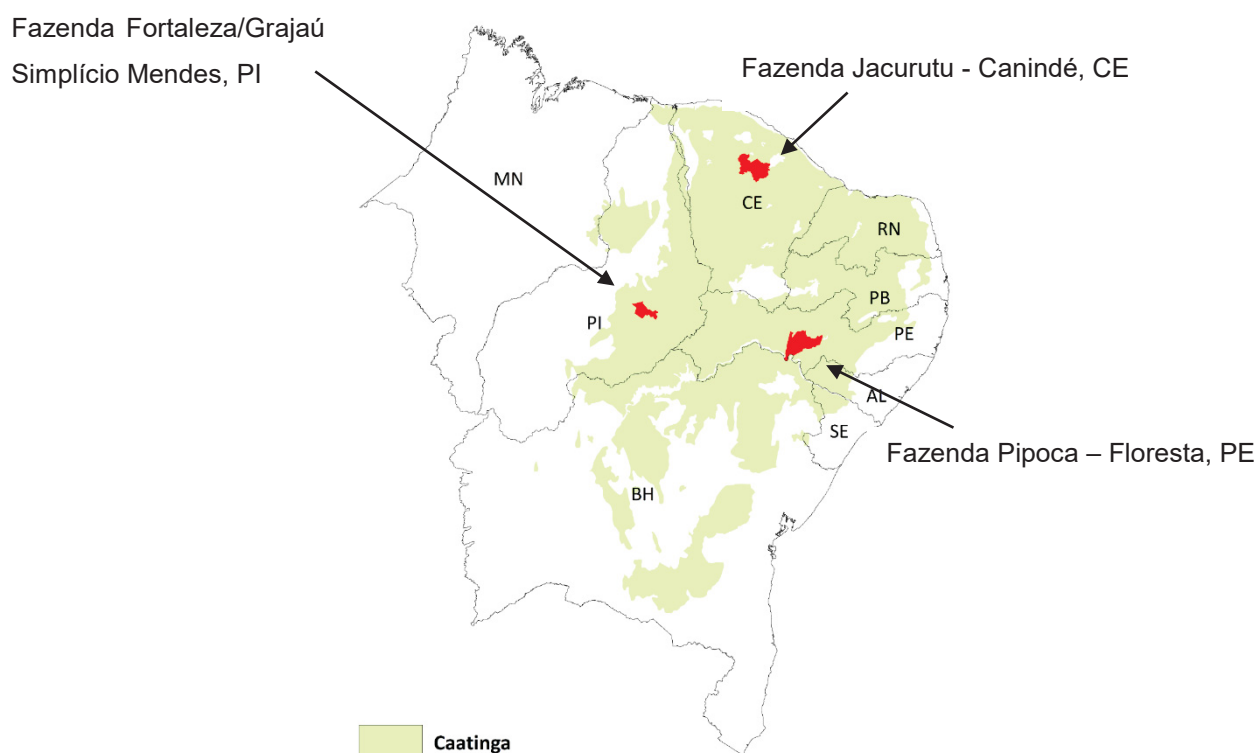 Fazenda Fortaleza/Grajaú
Simplício Mendes, PI
Fazenda Jacurutu - Canindé, CE
MN
CE
RN
PB
PI
PE
AL
SE
Fazenda Pipoca – Floresta, PE
BH
Caatinga